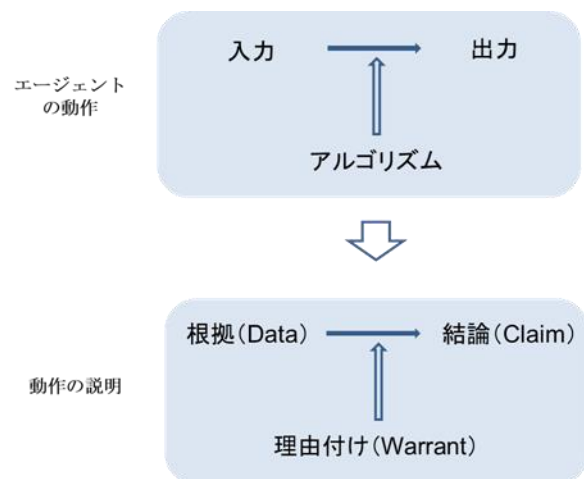 入力
出力
エージェント
の動作
アルゴリズム
根拠(Data)
結論(Claim)
動作の説明
理由付け(Warrant)